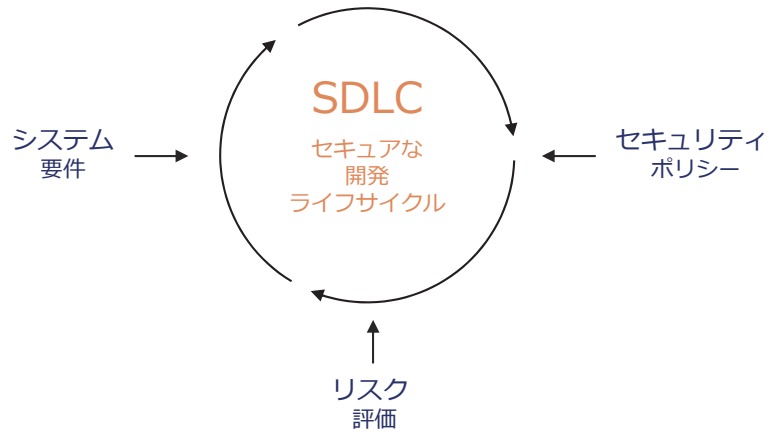 SDLC
セキュアな
開発
ライフサイクル
システム
要件
セキュリティ
ポリシー
リスク
評価